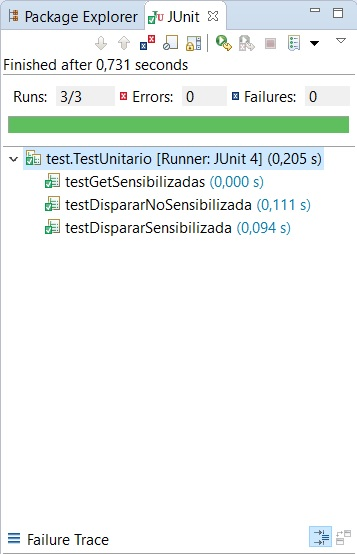 Package Explorer JUnit
Finished after 0,731 seconds
Runs: 3/3 Errors: 0 Failures: 0
test.TestUnitario [Runner: JUnit 4] (0,205 s)
testGetSensibilizadas (0,000 s)
testDispararNoSensibilizada (0,111 s)
testDispararSensibilizada (0,094 s)
Failure Trace